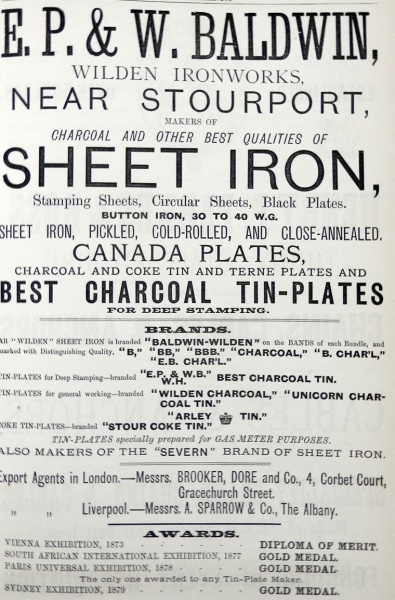 E. P. & W. BALDWIN,
WILDEN IRONWORKS,
NEAR STOURPORT,
MAKERS OF
CHARCOAL AND OTHER BEST QUALITIES OF
SHEET IRON,
Stamping Sheets, Circular Sheets, Black Plates.
BUTTON IRON, 30 TO 40 W.G.
SHEET IRON, PICKLED, COLD-ROLLED, AND CLOSE-ANNEALED.
CANADA PLATES,
CHARCOAL AND COKE TIN AND TERNE PLATES AND
BEST CHARCOAL TIN-PLATES
FOR DEEP STAMPING.
BRANDS.
"WILDEN" SHEET IRON is branded "BALDWIN-WILDEN" on the BANDS of each Bundle, and
marked with Distinguishing Quality, "B," "BB," "BBB." "CHARCOAL," "B. CHAR'L,"
"E.B. CHAR'L."
TIN-PLATES for Deep Stamping—branded "E.P. & W.B." W.H. BEST CHARCOAL TIN.
TIN-PLATES for general working—branded "WILDEN CHARCOAL," "UNICORN CHAR-
COAL TIN."
"ARLEY TIN."
COKE TIN-PLATES—branded "STOUR COKE TIN."
TIN-PLATES specially prepared for GAS METER PURPOSES.
ALSO MAKERS OF THE "SEVERN" BRAND OF SHEET IRON.
Export Agents in London.—Messrs. BROOKER, DORE and Co., 4, Corbet Court,
Gracechurch Street.
" " Liverpool.—Messrs. A. SPARROW & Co., The Albany.
AWARDS.
VIENNA EXHIBITION, 1873 - - - - - DIPLOMA OF MERIT.
SOUTH AFRICAN INTERNATIONAL EXHIBITION, 1877 GOLD MEDAL.
PARIS UNIVERSAL EXHIBITION, 1878 - - - - GOLD MEDAL.
The only one awarded to any Tin-Plate Maker.
SYDNEY EXHIBITION, 1879 - - - - - GOLD MEDAL.